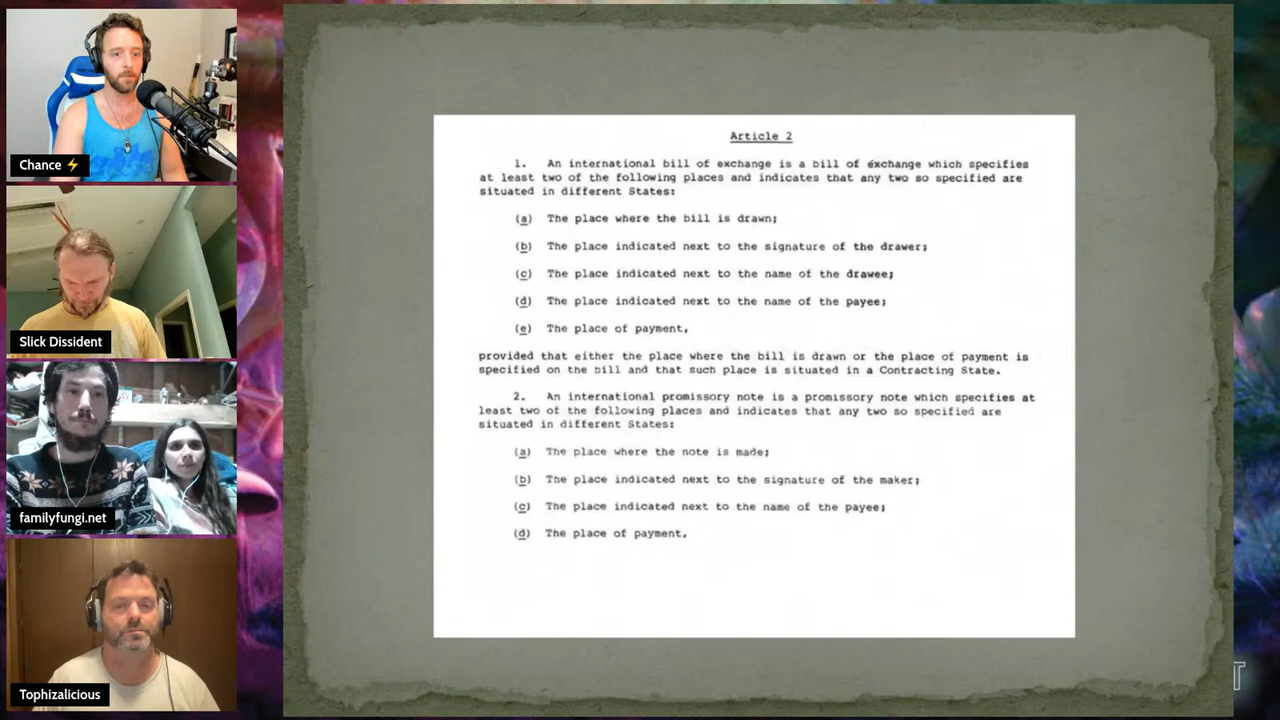 Chance ⚡
Slick Dissident
familyfungi.net
Tophizalicious
Article 2
1. An international bill of exchange is a bill of exchange which specifies
at least two of the following places and indicates that any two so specified are
situated in different States:
(a) The place where the bill is drawn;
(b) The place indicated next to the signature of the drawer;
(c) The place indicated next to the name of the drawee;
(d) The place indicated next to the name of the payee;
(e) The place of payment,
provided that either the place where the bill is drawn or the place of payment is
specified on the bill and that such place is situated in a Contracting State.
2. An international promissory note is a promissory note which specifies at
least two of the following places and indicates that any two so specified are
situated in different States:
(a) The place where the note is made;
(b) The place indicated next to the signature of the maker;
(c) The place indicated next to the name of the payee;
(d) The place of payment,
T